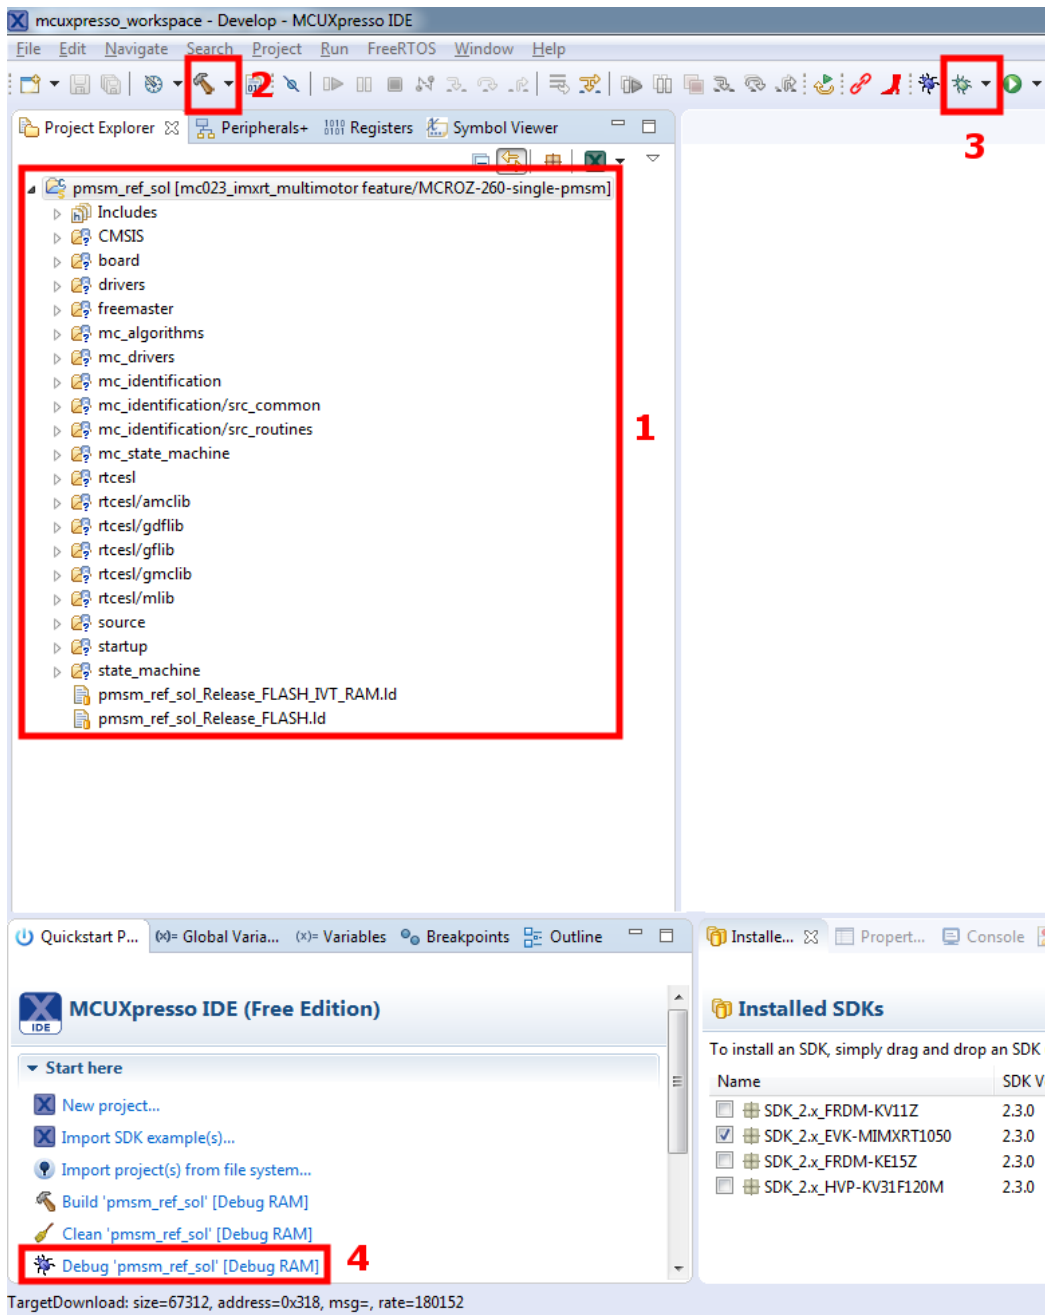 mcuxpresso_workspace - Develop - MCUXpresso IDE
File Edit Navigate Search Project Run FreeRTOS Window Help
2
3
Project Explorer Peripherals+ Registers Symbol Viewer
pmsm_ref_sol [mc023_imxrt_multimotor feature/MCROZ-260-single-pmsm]
Includes
CMSIS
board
drivers
freemaster
mc_algorithms
mc_drivers
mc_identification
mc_identification/src_common
1
mc_identification/src_routines
mc_state_machine
rtcesl
rtcesl/amclib
rtcesl/gdflib
rtcesl/gflib
rtcesl/gmclib
rtcesl/mlib
source
startup
state_machine
pmsm_ref_sol_Release_FLASH_IVT_RAM.ld
pmsm_ref_sol_Release_FLASH.ld
Quickstart P... (x)= Global Varia... (x)= Variables Breakpoints Outline
Installe... Propert... Console
MCUXpresso IDE (Free Edition)
IDE
Installed SDKs
To install an SDK, simply drag and drop an SDK
Start here
Name SDK V
New project...
SDK_2.x_FRDM-KV11Z 2.3.0
Import SDK example(s)...
SDK_2.x_EVK-MIMXRT1050 2.3.0
Import project(s) from file system...
SDK_2.x_FRDM-KE15Z 2.3.0
Build 'pmsm_ref_sol' [Debug RAM]
SDK_2.x_HVP-KV31F120M 2.3.0
Clean 'pmsm_ref_sol' [Debug RAM]
Debug 'pmsm_ref_sol' [Debug RAM]
4
TargetDownload: size=67312, address=0x318, msg=, rate=180152